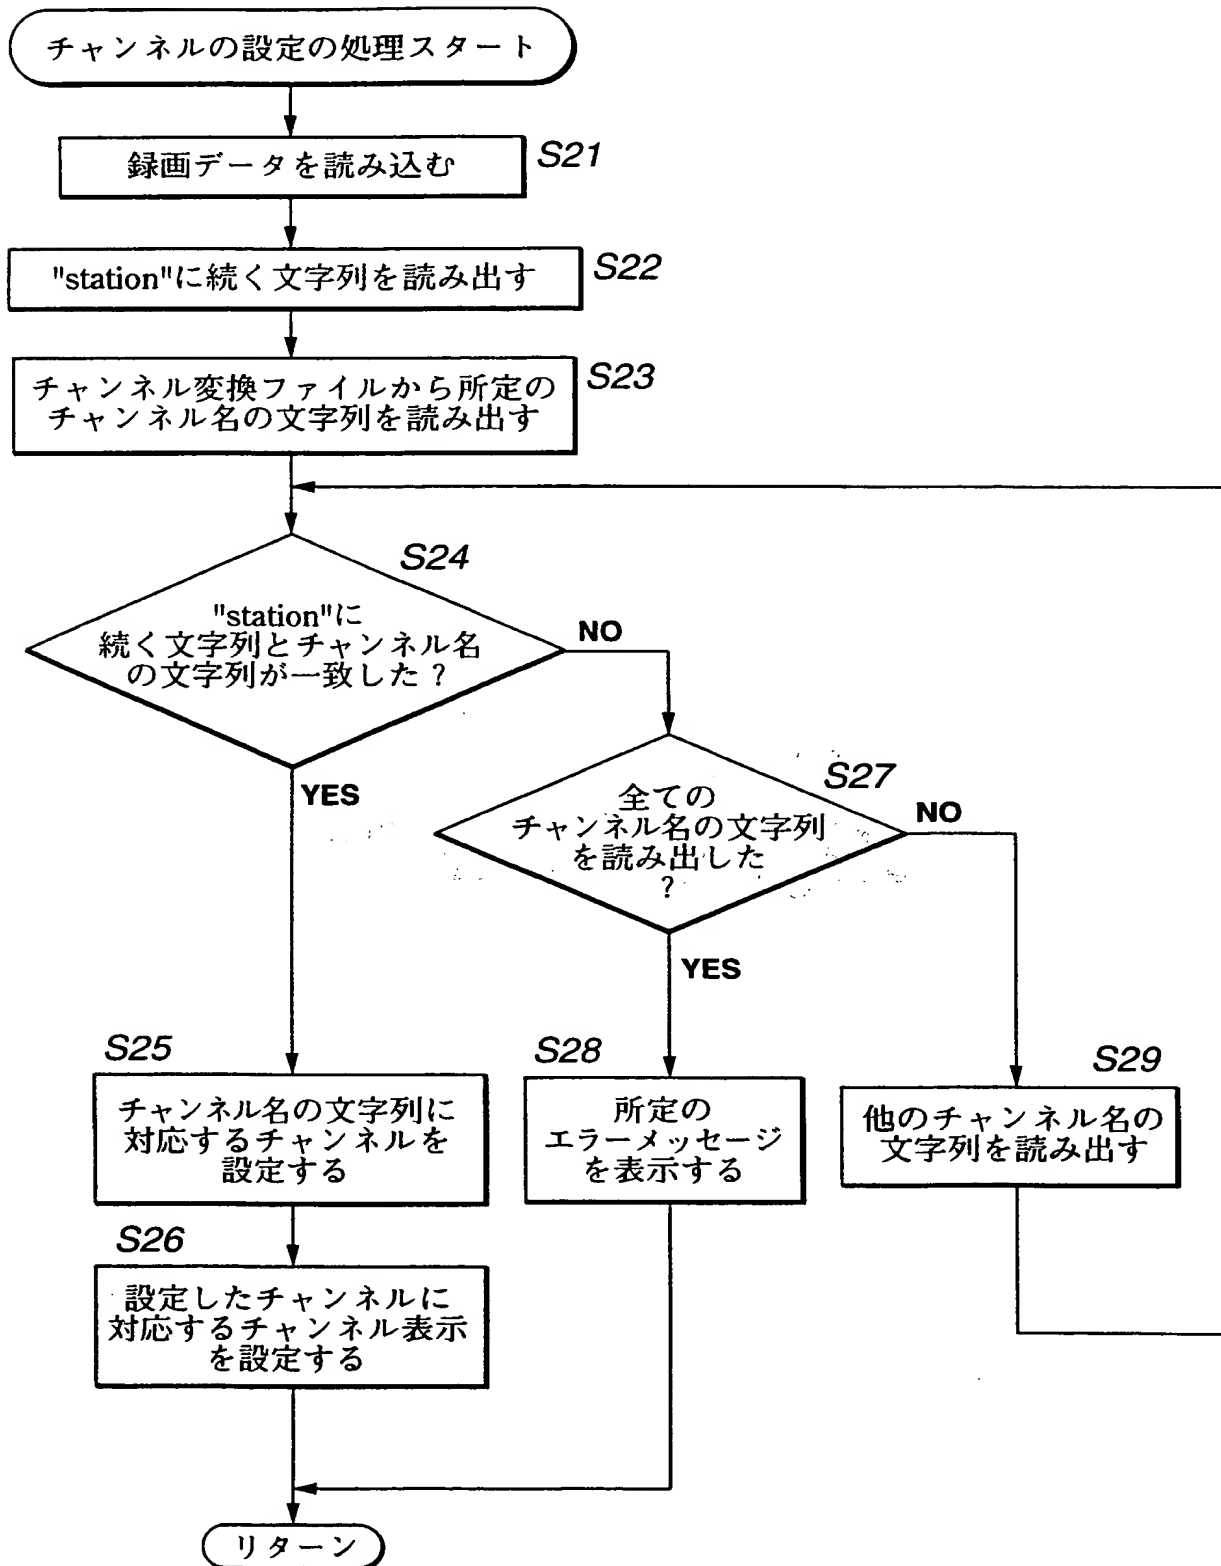 チャンネルの設定の処理スタート
録画データを読み込む
S21
"station"に続く文字列を読み出す
S22
チャンネル変換ファイルから所定の
チャンネル名の文字列を読み出す
S23
S24
"station"に
続く文字列とチャンネル名
の文字列が一致した?
NO
YES
S27
全ての
チャンネル名の文字列
を読み出した
?
NO
YES
S25
チャンネル名の文字列に
対応するチャンネルを
設定する
S28
所定の
エラーメッセージ
を表示する
S29
他のチャンネル名の
文字列を読み出す
S26
設定したチャンネルに
対応するチャンネル表示
を設定する
リターン